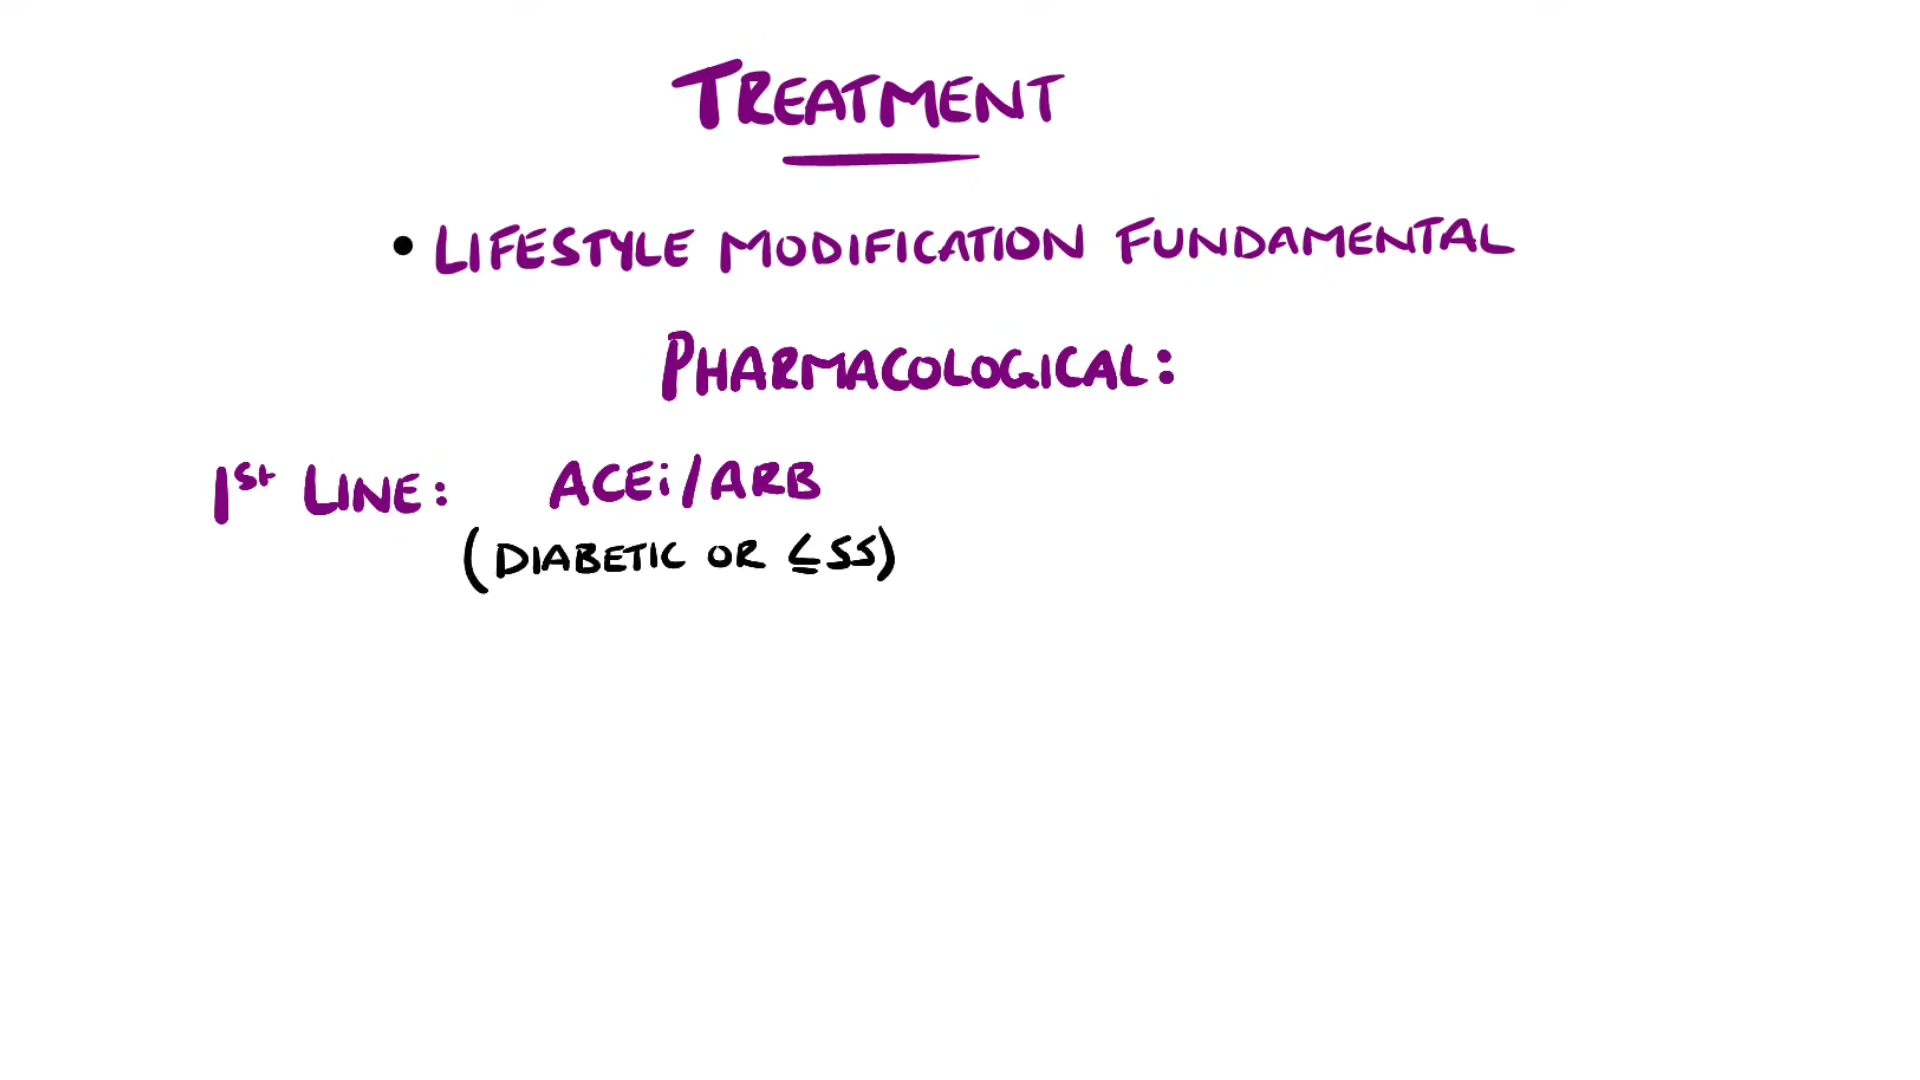 TREATMENT
• LIFESTYLE MODIFICATION FUNDAMENTAL
PHARMACOLOGICAL:
1st LINE: ACEi/ARB
(DIABETIC OR ≤55)